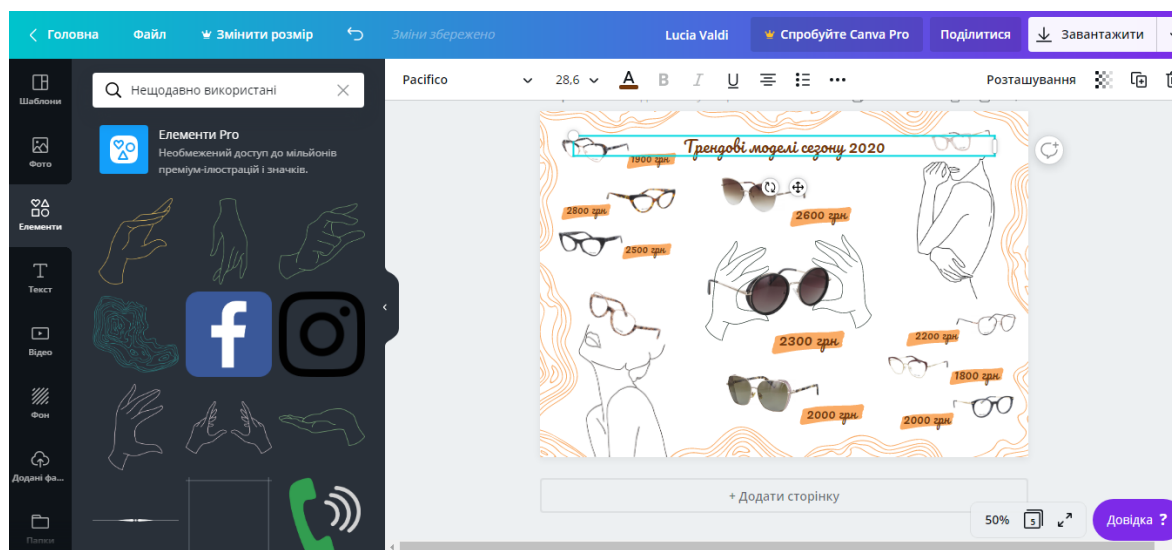 Головна
Файл
Змінити розмір
Зміни збережено
Lucia Valdi
Спробуйте Canva Pro
Поділитися
Завантажити
Шаблони
Фото
Елементи
Текст
Відео
Фон
Додані фа...
Папки
Нещодавно використані
Елементи Pro
Необмежений доступ до мільйонів
преміум-ілюстрацій і значків.
Pacifico
28,6
A
B
I
U
Розташування
Трендові моделі сезону 2020
1900 грн
2800 грн
2600 грн
2500 грн
2300 грн
2200 грн
1800 грн
2000 грн
2000 грн
+ Додати сторінку
50%
5
Довідка ?